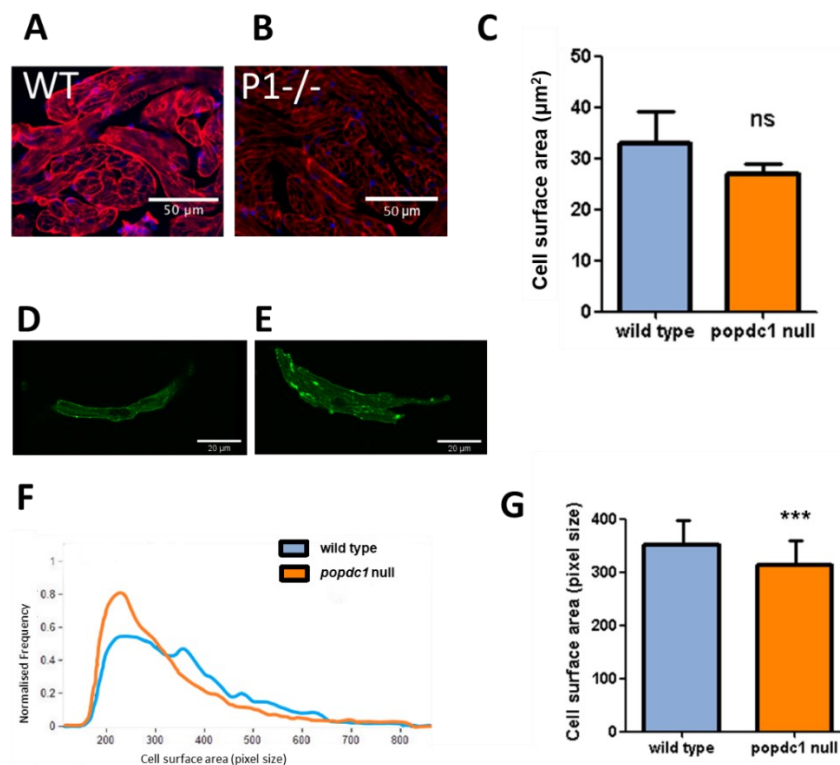 A
WT
50 μm
B
P1-/-
50 μm
C
Cell surface area (μm²)
50
40
30
20
10
0
ns
wild type
popdc1 null
D
20 μm
E
20 μm
F
wild type
popdc1 null
Normalised Frequency
1
0.8
0.6
0.4
0.2
0
200 300 400 500 600 700 800
Cell surface area (pixel size)
G
Cell surface area (pixel size)
400
300
200
100
0
***
wild type
popdc1 null